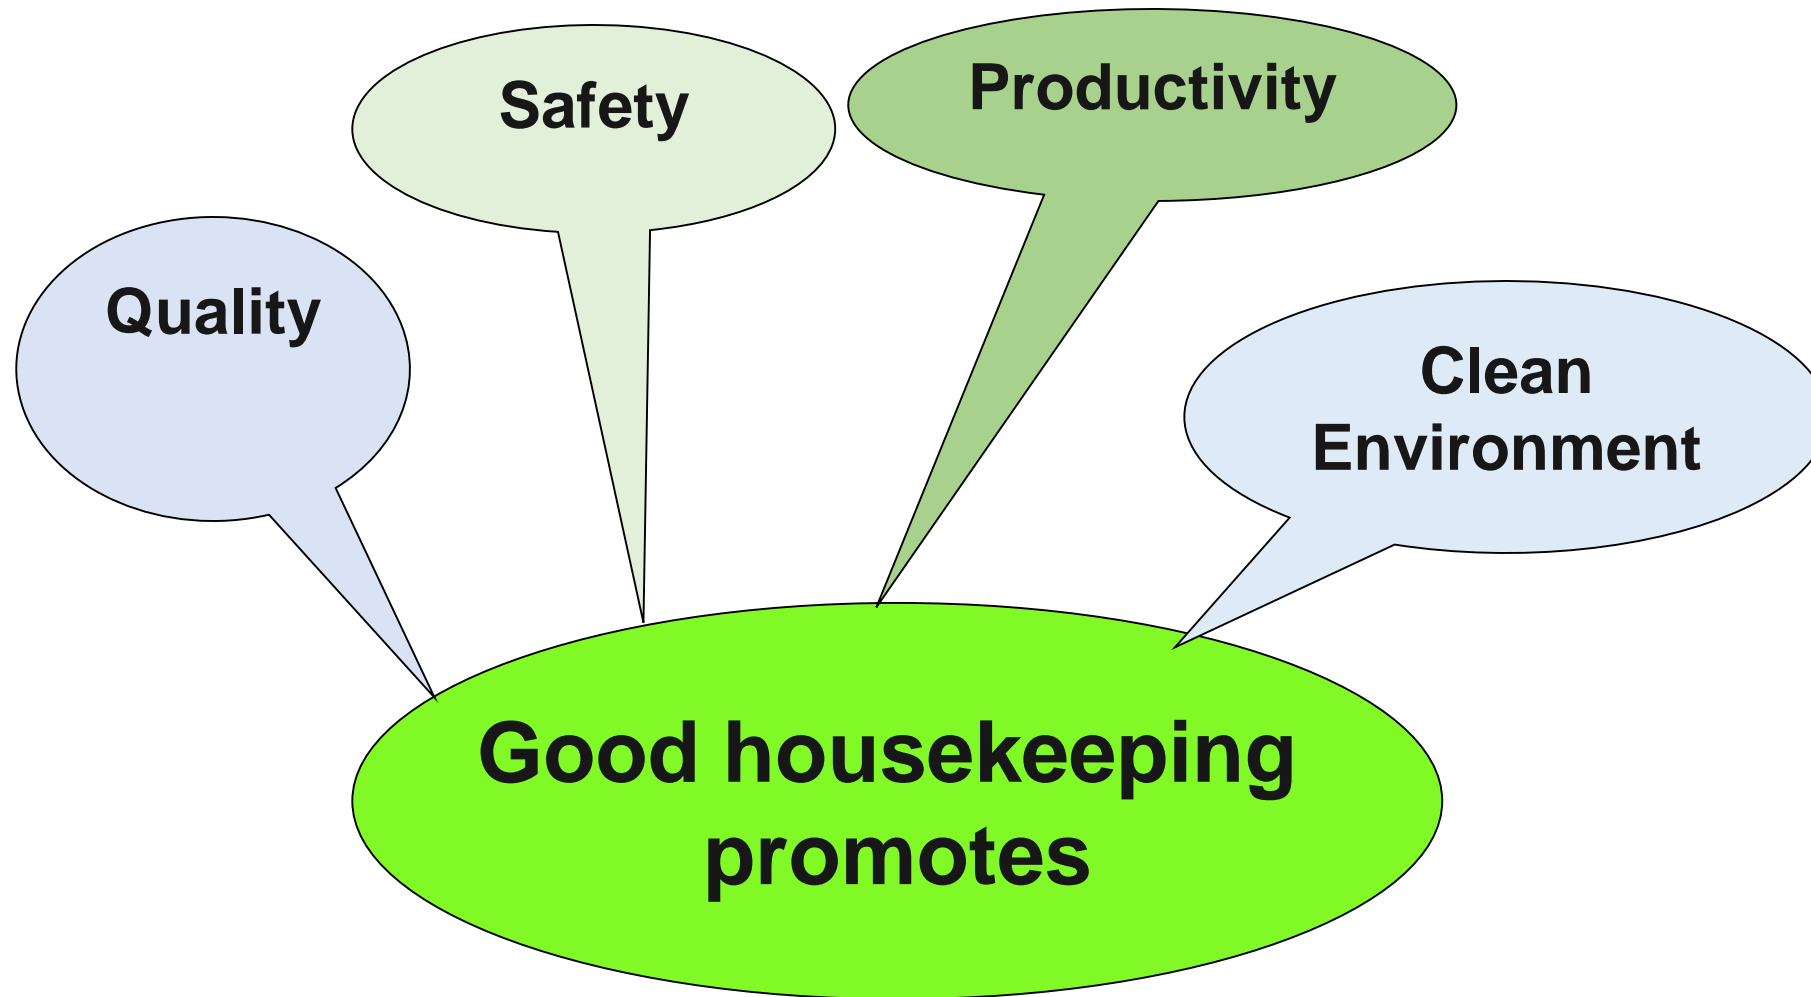 Safety
Productivity
Quality
Clean
Environment
Good housekeeping
promotes